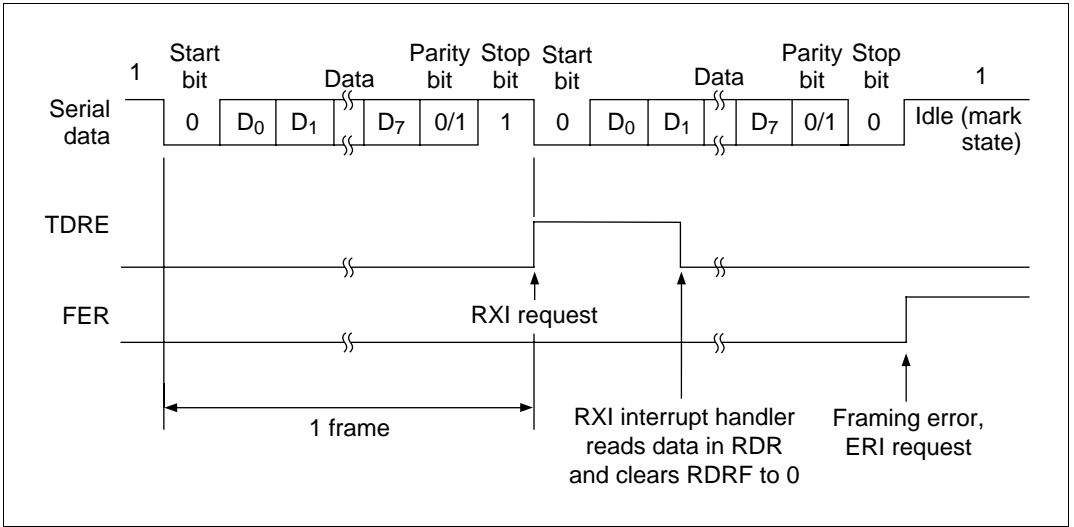 1 Start bit Data Parity bit Stop bit Start bit Data Parity bit Stop bit 1
Serial data 0 D0 D1 D7 0/1 1 0 D0 D1 D7 0/1 0 Idle (mark state)
TDRE
FER
RXI request
1 frame
RXI interrupt handler
reads data in RDR
and clears RDRF to 0
Framing error,
ERI request